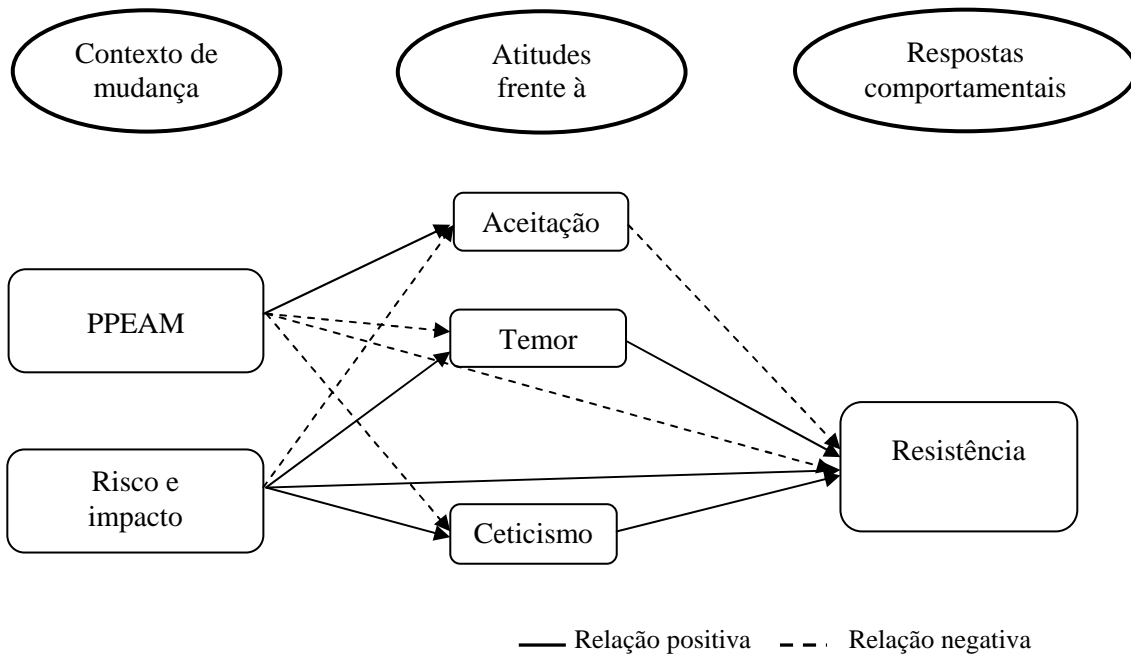 Contexto de
mudança
Atitudes
frente à
Respostas
comportamentais
Aceitação
PPEAM
Temor
Risco e
impacto
Resistência
Ceticismo
Relação positiva
Relação negativa